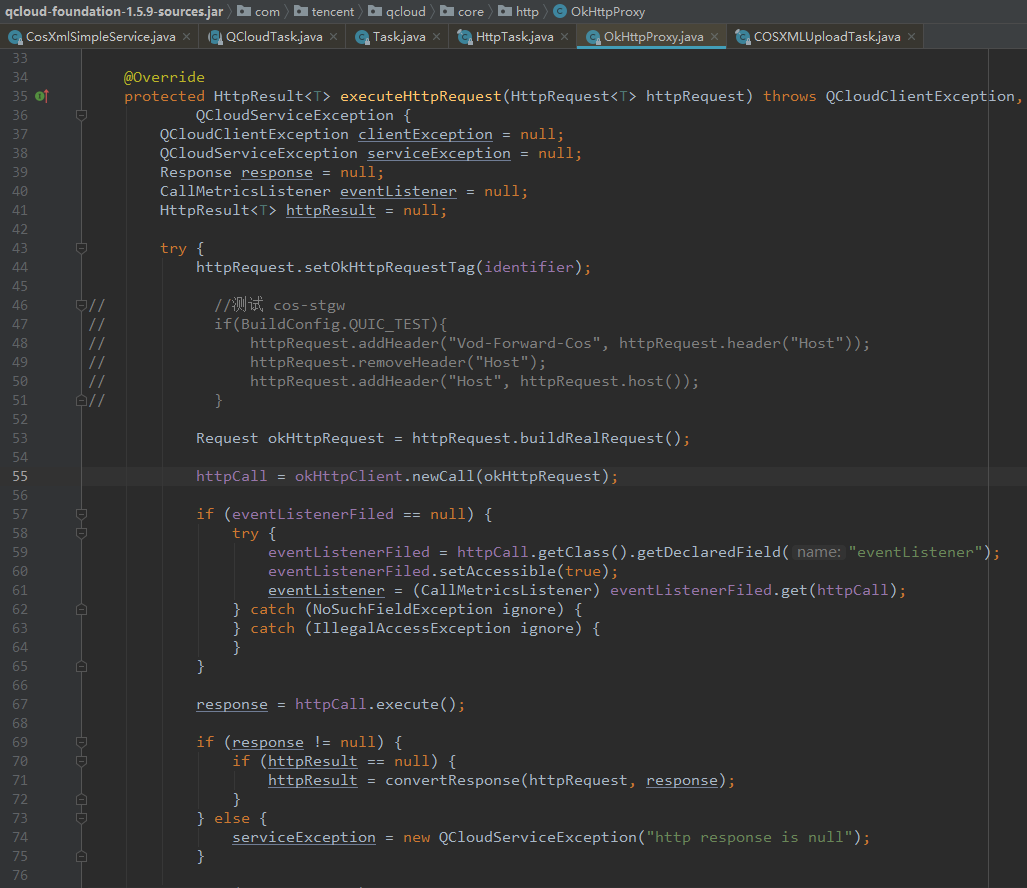 qcloud-foundation-1.5.9-sources.jar com tencent qcloud core http OkHttpProxy
CosXmlSimpleService.java QCloudTask.java Task.java HttpTask.java OkHttpProxy.java COSXMLUploadTask.java
33
34 @Override
35 protected HttpResult<T> executeHttpRequest(HttpRequest<T> httpRequest) throws QCloudClientException,
36 QCloudServiceException {
37 QCloudClientException clientException = null;
38 QCloudServiceException serviceException = null;
39 Response response = null;
40 CallMetricsListener eventListener = null;
41 HttpResult<T> httpResult = null;
42
43 try {
44 httpRequest.setOkHttpRequestTag(identifier);
45
46 // //测试 cos-stgw
47 // if(BuildConfig.QUIC_TEST){
48 // httpRequest.addHeader("Vod-Forward-Cos", httpRequest.header("Host"));
49 // httpRequest.removeHeader("Host");
50 // httpRequest.addHeader("Host", httpRequest.host());
51 // }
52
53 Request okHttpRequest = httpRequest.buildRealRequest();
54
55 httpCall = okHttpClient.newCall(okHttpRequest);
56
57 if (eventListenerFiled == null) {
58 try {
59 eventListenerFiled = httpCall.getClass().getDeclaredField( name: "eventListener");
60 eventListenerFiled.setAccessible(true);
61 eventListener = (CallMetricsListener) eventListenerFiled.get(httpCall);
62 } catch (NoSuchFieldException ignore) {
63 } catch (IllegalAccessException ignore) {
64 }
65 }
66
67 response = httpCall.execute();
68
69 if (response != null) {
70 if (httpResult == null) {
71 httpResult = convertResponse(httpRequest, response);
72 }
73 } else {
74 serviceException = new QCloudServiceException("http response is null");
75 }
76